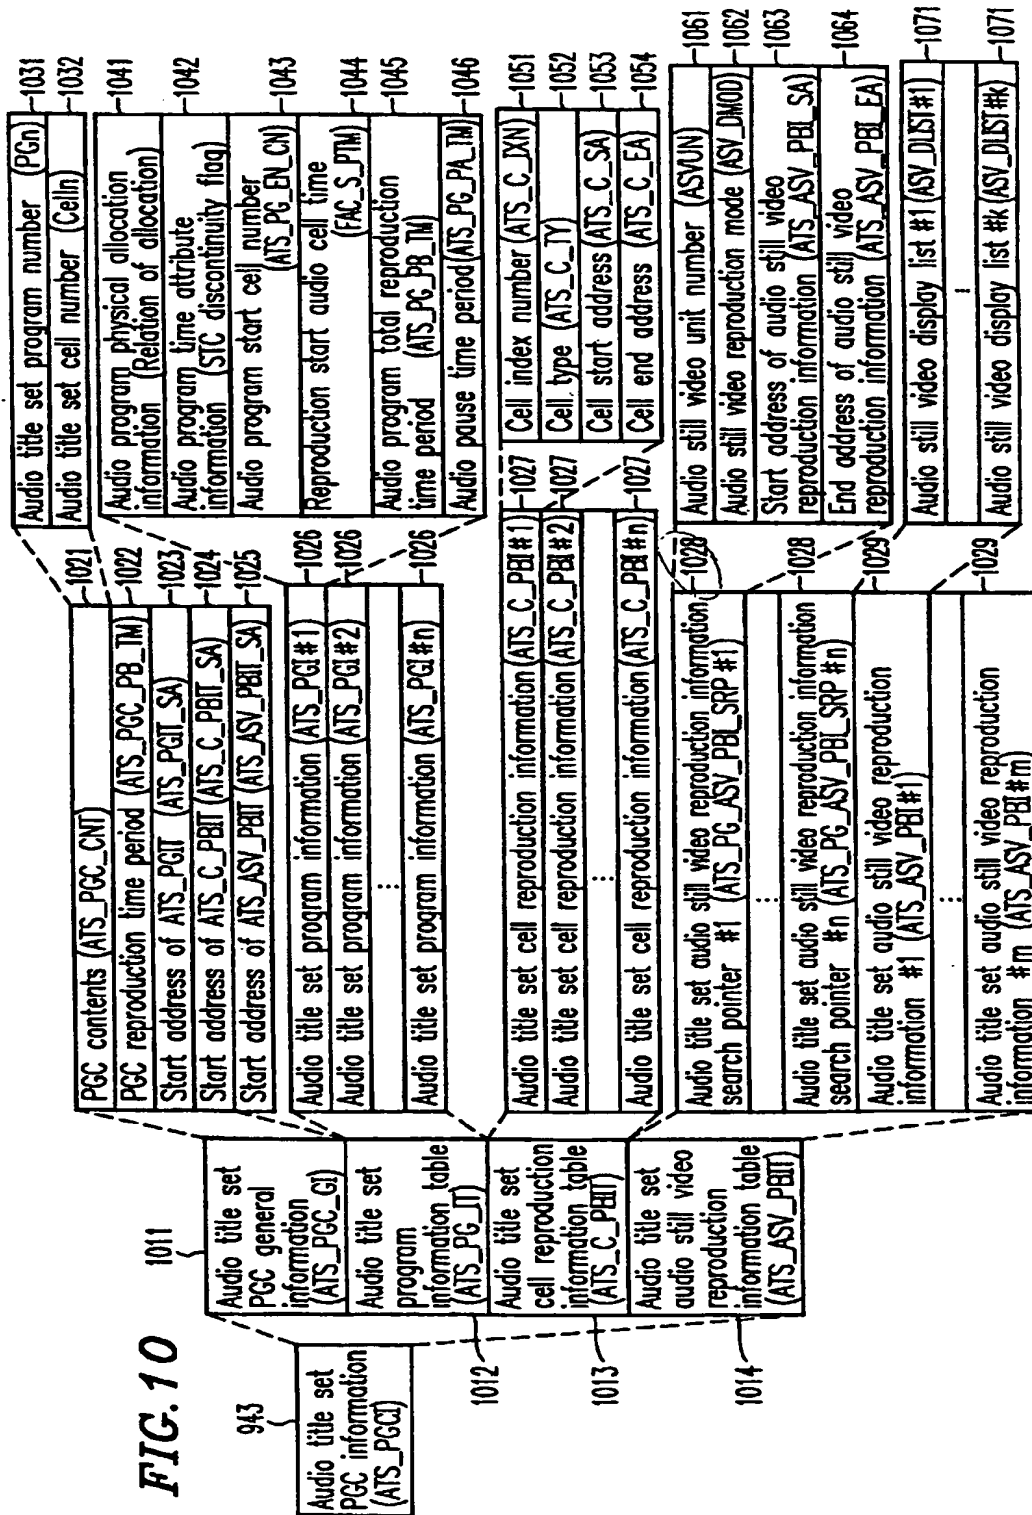 FIG. 10
943
Audio title set
PGC information
(ATS_PGCI)
1011
Audio title set
PGC general
information
(ATS_PGC_GI)
Audio title set
program
information table
(ATS_PG_IT)
1012
Audio title set
cell reproduction
information table
(ATS_C_PBIT)
1013
Audio title set
audio still video
reproduction
information table
(ATS_ASV_PBIT)
1014
PGC contents (ATS_PGC_CNT)
1021
PGC reproduction time period (ATS_PGC_PB_TM)
1022
Start address of ATS_PGIT (ATS_PGIT_SA)
1023
Start address of ATS_C_PBIT (ATS_C_PBIT_SA)
1024
Start address of ATS_ASV_PBIT (ATS_ASV_PBIT_SA)
1025
Audio title set program information (ATS_PGI#1)
1026
Audio title set program information (ATS_PGI#2)
1026
...
Audio title set program information (ATS_PGI#n)
1026
Audio title set cell reproduction information (ATS_C_PBI#1)
1027
Audio title set cell reproduction information (ATS_C_PBI#2)
1027
...
Audio title set cell reproduction information (ATS_C_PBI#n)
1027
Audio title set audio still video reproduction information
search pointer #1 (ATS_PG_ASV_PBI_SRP#1)
1028
...
Audio title set audio still video reproduction information
search pointer #n (ATS_PG_ASV_PBI_SRP#n)
1028
Audio title set audio still video reproduction
information #1 (ATS_ASV_PBI#1)
1029
...
Audio title set audio still video reproduction
information #m (ATS_ASV_PBI#m)
1029
Audio title set program number (PGn)
1031
Audio title set cell number (Celln)
1032
Audio program physical allocation
information (Relation of allocation)
1041
Audio program time attribute
information (STC discontinuity flag)
1042
Audio program start cell number
(ATS_PG_EN_CN)
1043
Reproduction start audio cell time
(FAC_S_PTM)
1044
Audio program total reproduction
time period (ATS_PG_PB_TM)
1045
Audio pause time period (ATS_PG_PA_TM)
1046
Cell index number (ATS_C_IXN)
1051
Cell type (ATS_C_TY)
1052
Cell start address (ATS_C_SA)
1053
Cell end address (ATS_C_EA)
1054
Audio still video unit number (ASVUN)
1061
Audio still video reproduction mode (ASV_DMOD)
1062
Start address of audio still video
reproduction information (ATS_ASV_PBI_SA)
1063
End address of audio still video
reproduction information (ATS_ASV_PBI_EA)
1064
Audio still video display list #1 (ASV_DLIST#1)
1071
...
Audio still video display list #k (ASV_DLIST#k)
1071